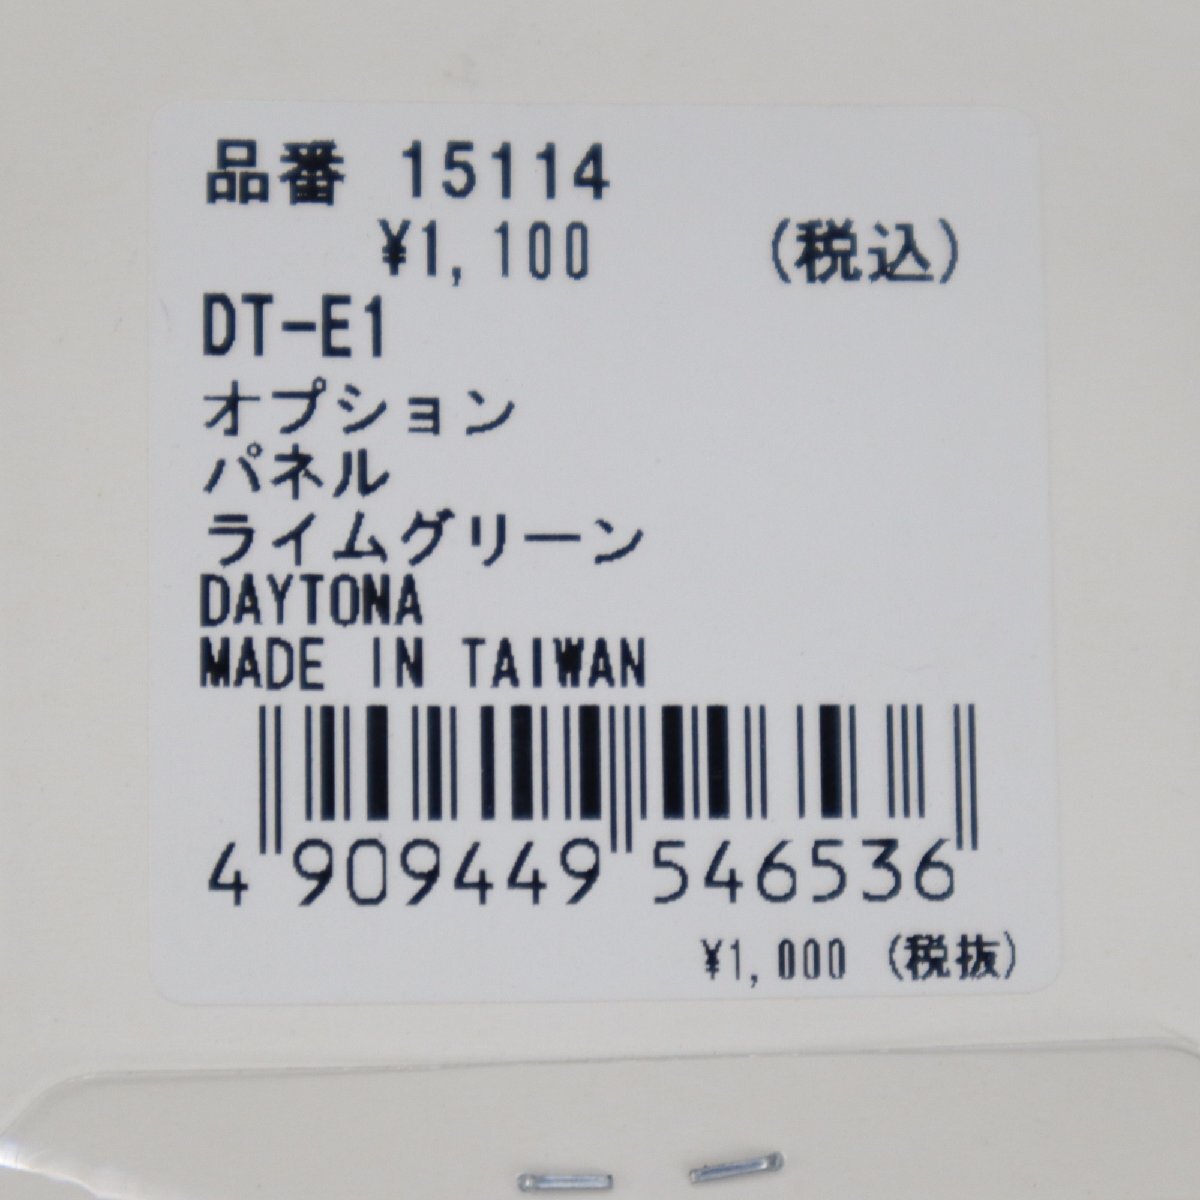 品番 15114
¥1,100 (税込)
DT-E1
オプション
パネル
ライムグリーン
DAYTONA
MADE IN TAIWAN
4 909449 546536
¥1,000 (税抜)